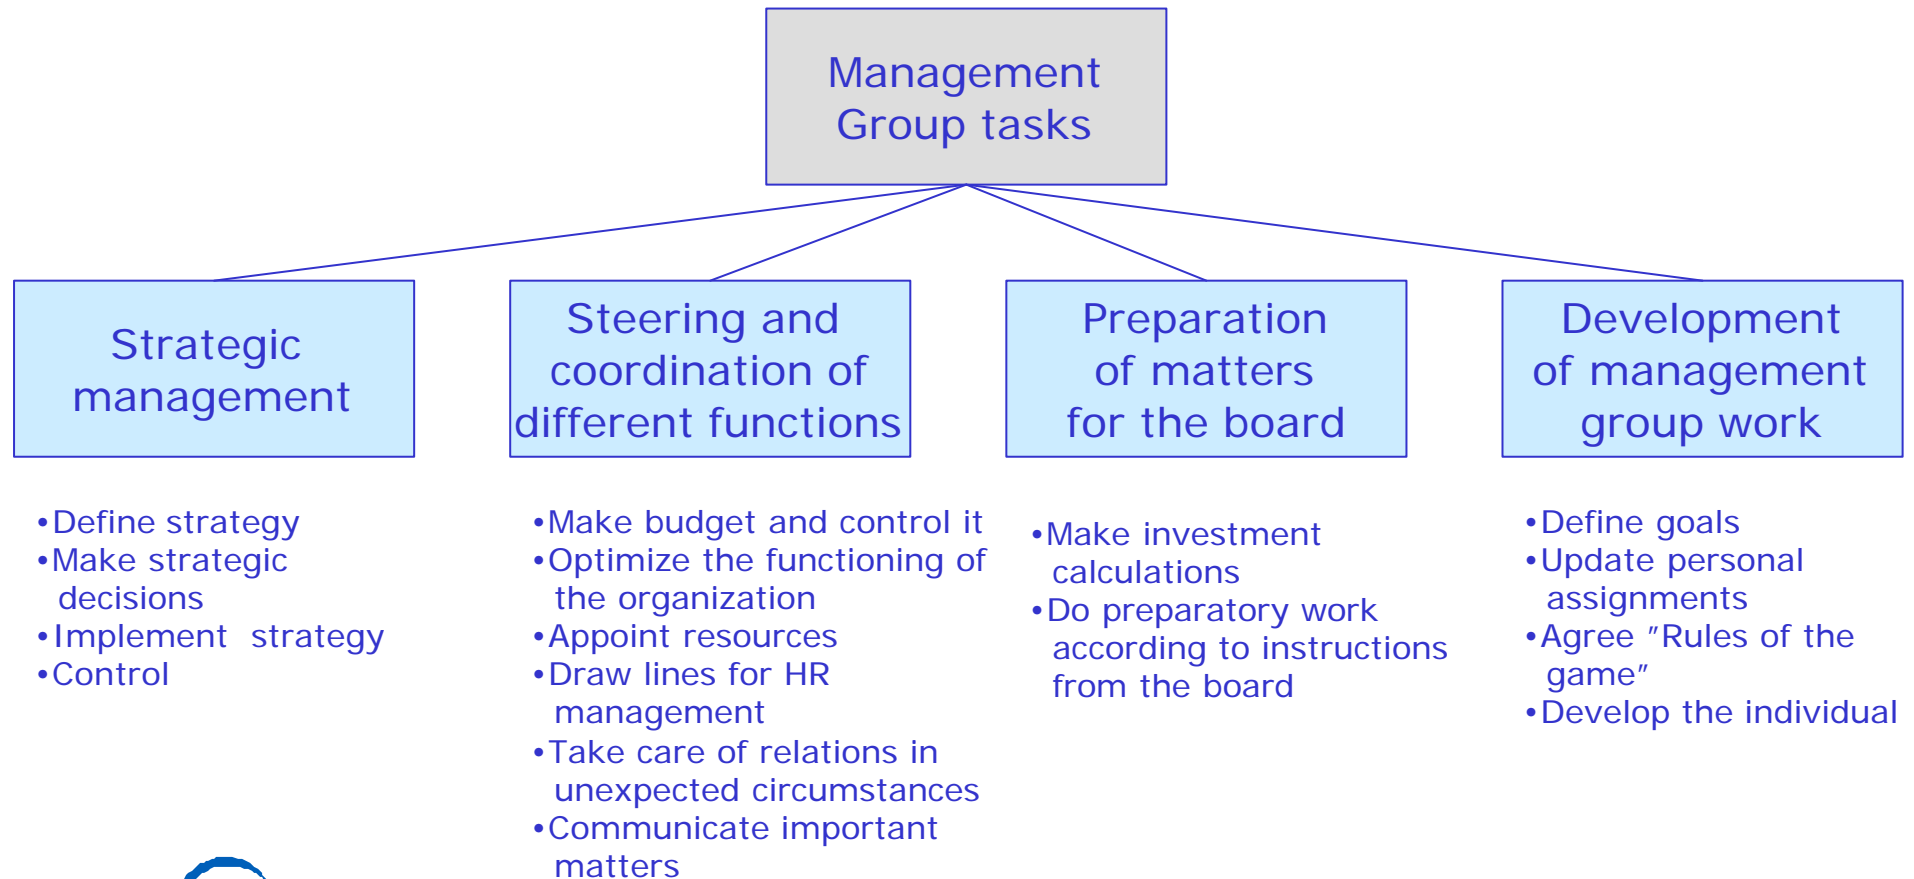 Management
Group tasks
Strategic
management
Steering and
coordination of
different functions
Preparation
of matters
for the board
Development
of management
group work
•Define strategy
•Make strategic
decisions
•Implement  strategy
•Control
•Make budget and control it
•Optimize the functioning of
the organization
•Appoint resources
•Draw lines for HR
management
•Take care of relations in
unexpected circumstances
•Communicate important
matters
•Make investment
calculations
•Do preparatory work
according to instructions
from the board
•Define goals
•Update personal
assignments
•Agree ”Rules of the
game”
•Develop the individual